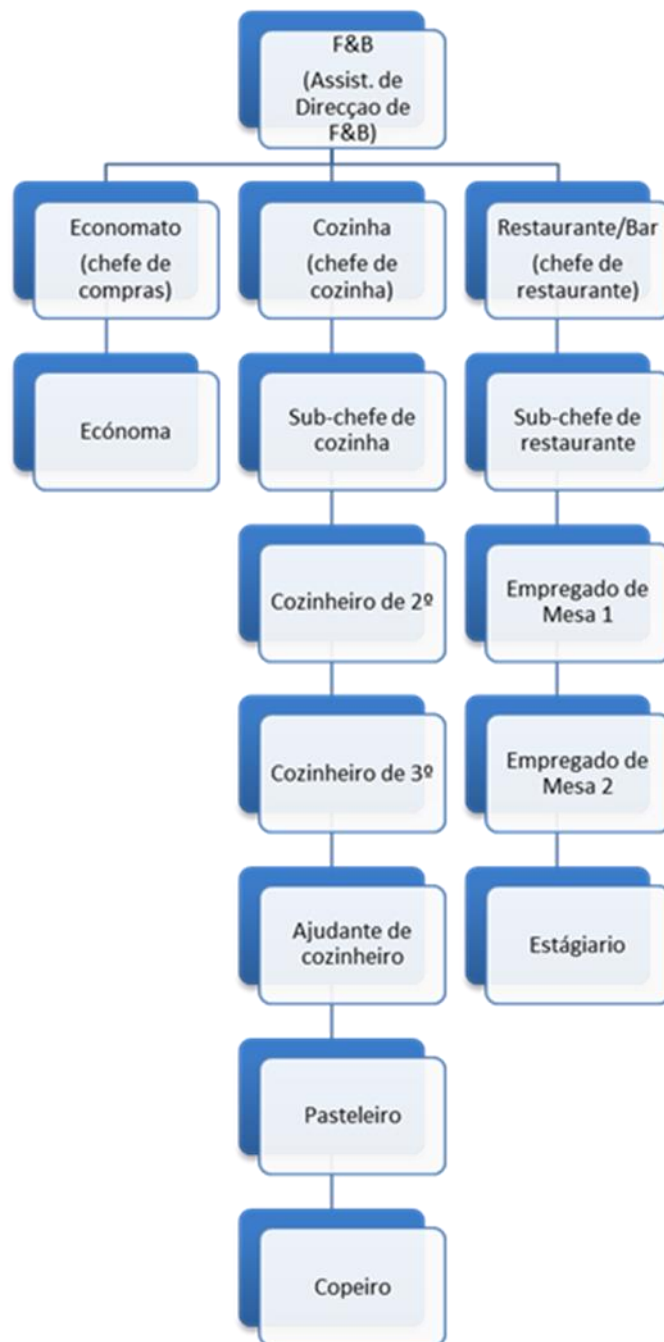 F&B
(Assist. de
Direcçao de
F&B)
Economato
(chefe de
compras)
Cozinha
(chefe de
cozinha)
Restaurante/Bar
(chefe de
restaurante)
Ecónoma
Sub-chefe de
cozinha
Sub-chefe de
restaurante
Cozinheiro de 2º
Empregado de
Mesa 1
Cozinheiro de 3º
Empregado de
Mesa 2
Ajudante de
cozinheiro
Estágiario
Pasteleiro
Copeiro